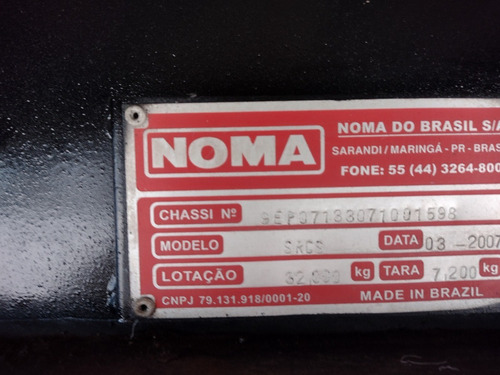 NOMA
NOMA DO BRASIL S/A
SARANDI / MARINGÁ - PR - BRAS
FONE: 55 (44) 3264-800
CHASSI Nº 9EP07133071001598
MODELO DATA 03 -2007
LOTAÇÃO kg TARA 7,200 kg
CNPJ 79.131.918/0001-20 MADE IN BRAZIL